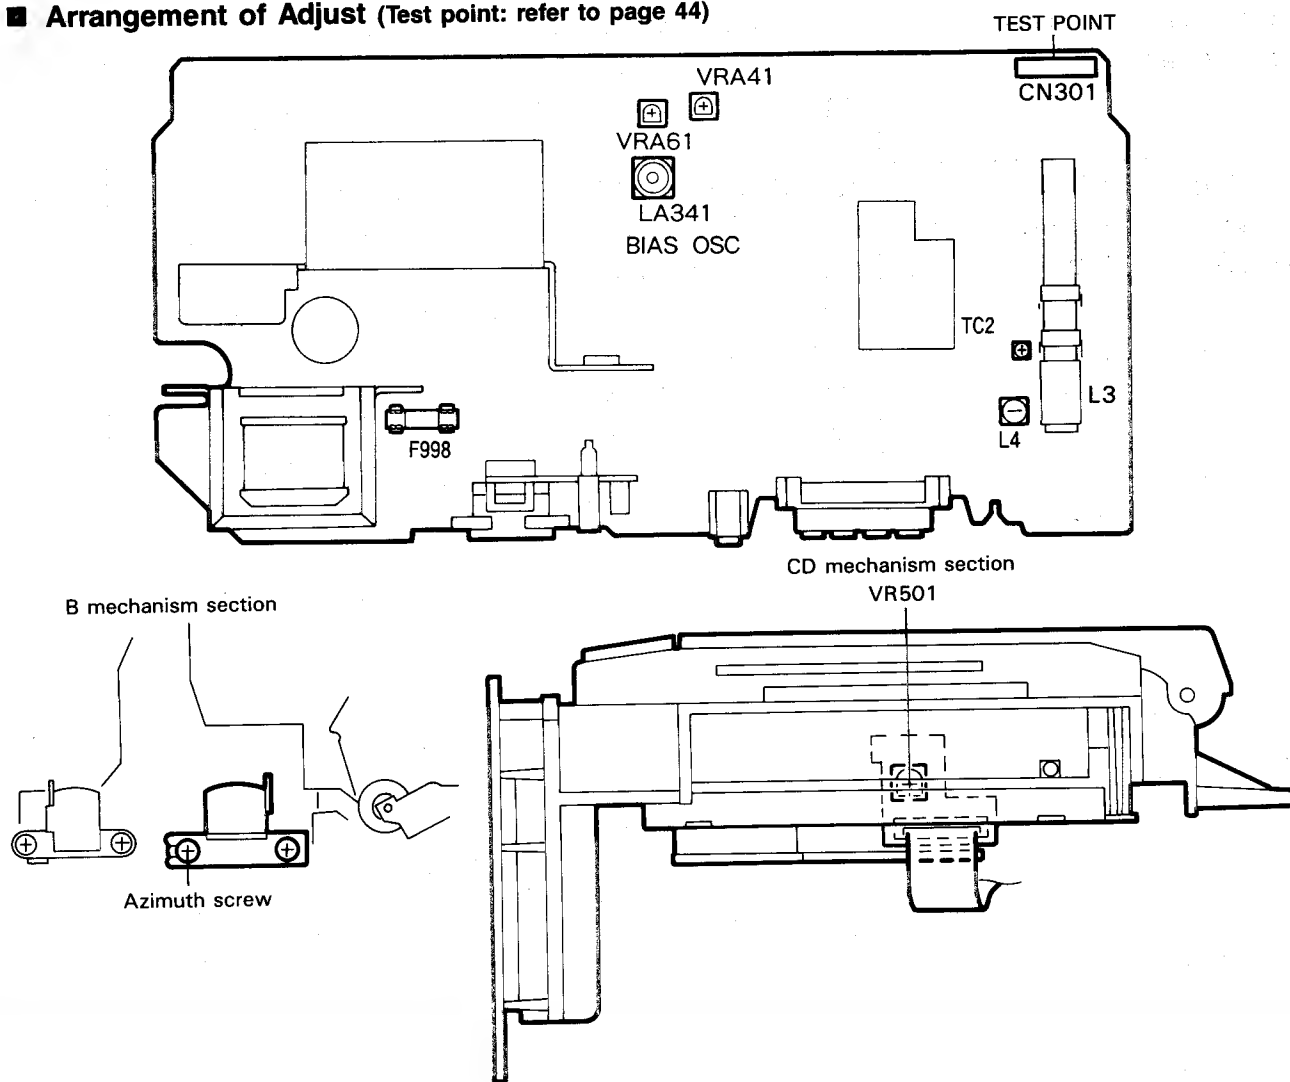 Arrangement of Adjust (Test point: refer to page 44)
TEST POINT
CN301
VRA41
VRA61
LA341
BIAS OSC
TC2
L3
L4
F998
CD mechanism section
VR501
B mechanism section
Azimuth screw